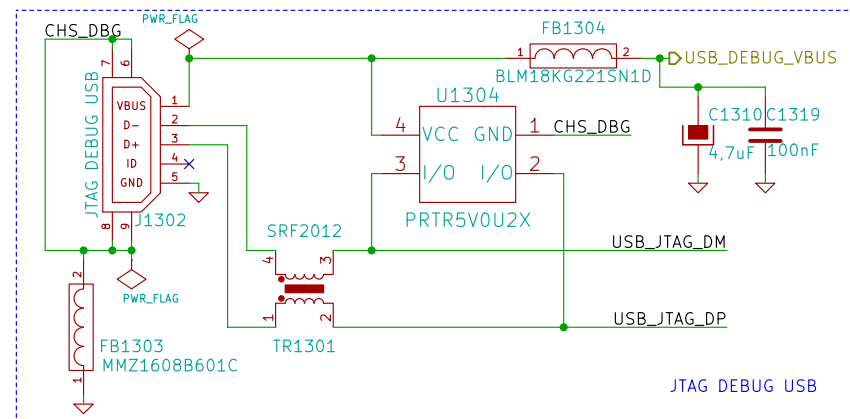 PWR_FLAG
CHS_DBG
7
6
FB1304
1
2
USB_DEBUG_VBUS
BLM18KG221SN1D
JTAG DEBUG USB
VBUS
1
D-
2
D+
3
ID
4
GND
5
J1302
8
9
U1304
4
VCC
GND
1
CHS_DBG
3
I/O
I/O
2
PRTR5V0U2X
C1310
C1319
4,7uF
100nF
SRF2012
4
3
1
2
TR1301
USB_JTAG_DM
USB_JTAG_DP
PWR_FLAG
2
1
FB1303
MMZ1608B601C
JTAG DEBUG USB